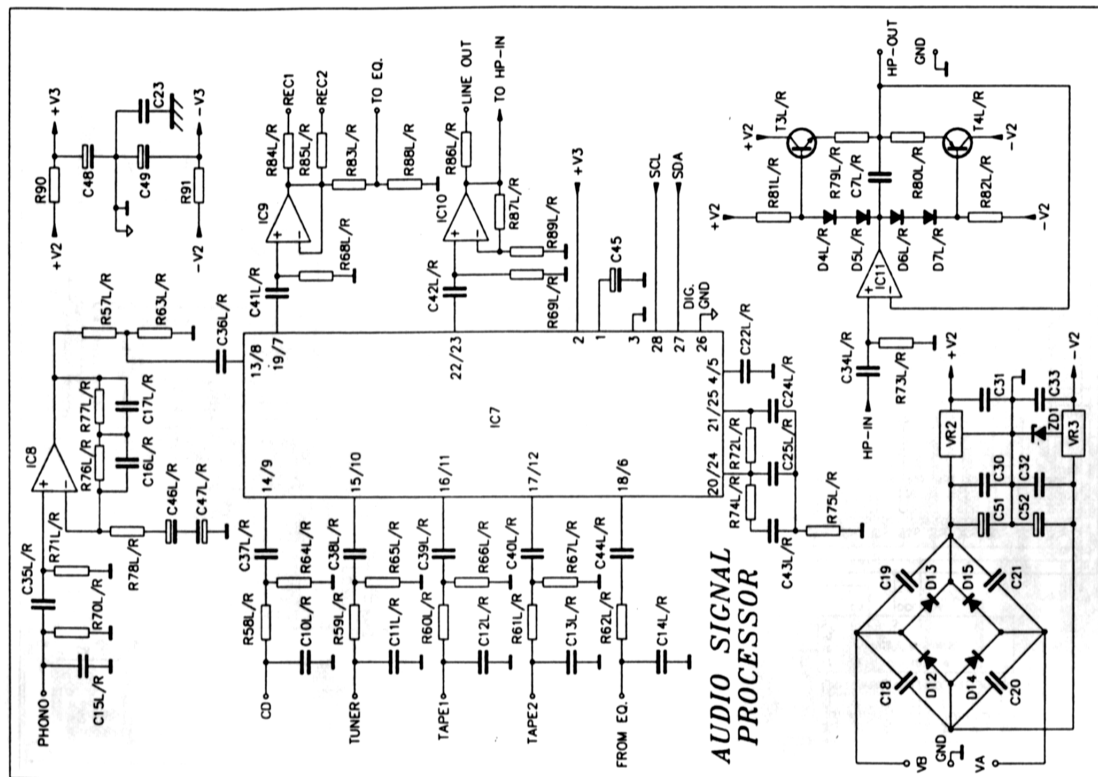 PHONO
C35L/R
C15L/R
R70L/R
R71L/R
R78L/R
C46L/R
C47L/R
IC8
+
-
R76L/R
R77L/R
C16L/R
C17L/R
R57L/R
R63L/R
C36L/R
+V2
R90
+V3
C48
C49
C23
-V2
R91
-V3
C41L/R
R68L/R
IC9
+
-
R84L/R
REC1
R85L/R
REC2
R83L/R
TO EQ.
R88L/R
C42L/R
R69L/R
IC10
+
-
R86L/R
LINE OUT
TO HP-IN
R87L/R
R89L/R
+V3
C45
SCL
SDA
DIG.
GND
13/8
19/7
22/23
2
1
3
28
27
26
IC7
14/9
15/10
16/11
17/12
18/6
20/24
21/25
4/5
CD
R58L/R
C10L/R
C37L/R
R64L/R
TUNER
R59L/R
C11L/R
C38L/R
R65L/R
TAPE1
R60L/R
C12L/R
C39L/R
R66L/R
TAPE2
R61L/R
C13L/R
C40L/R
R67L/R
FROM EQ.
R62L/R
C14L/R
C44L/R
C22L/R
C24L/R
R72L/R
C25L/R
R74L/R
C43L/R
R75L/R
AUDIO SIGNAL
PROCESSOR
HP-IN
C34L/R
R73L/R
IC11
+
-
+V2
R81L/R
D4L/R
D5L/R
D6L/R
D7L/R
R82L/R
-V2
+V2
T3L/R
R79L/R
C7L/R
R80L/R
T4L/R
-V2
HP-OUT
GND
VB
GND
VA
C18
C19
C20
C21
D12
D13
D14
D15
C51
C52
C30
C32
VR2
VR3
ZD1
C31
C33
+V2
-V2